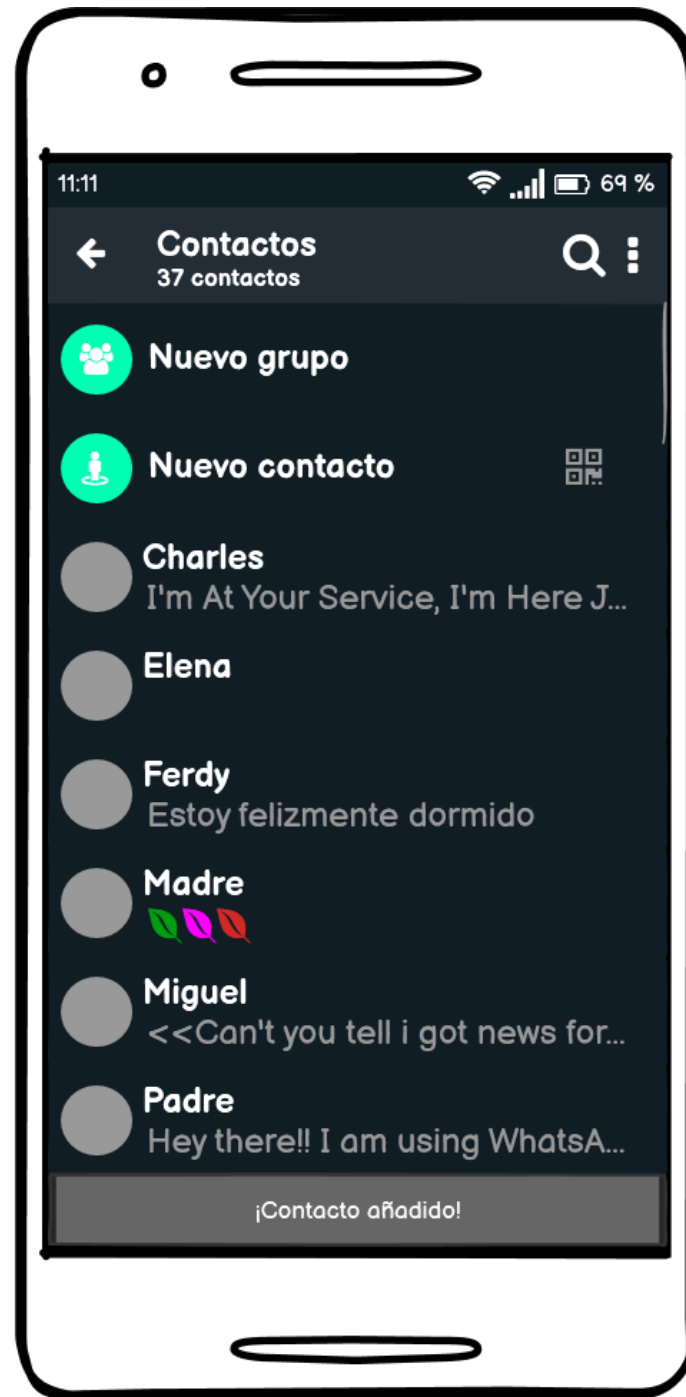 11:11 69 %
Contactos
37 contactos
Nuevo grupo
Nuevo contacto
Charles
I'm At Your Service, I'm Here J...
Elena
Ferdy
Estoy felizmente dormido
Madre
Miguel
<<Can't you tell i got news for...
Padre
Hey there!! I am using WhatsA...
¡Contacto añadido!